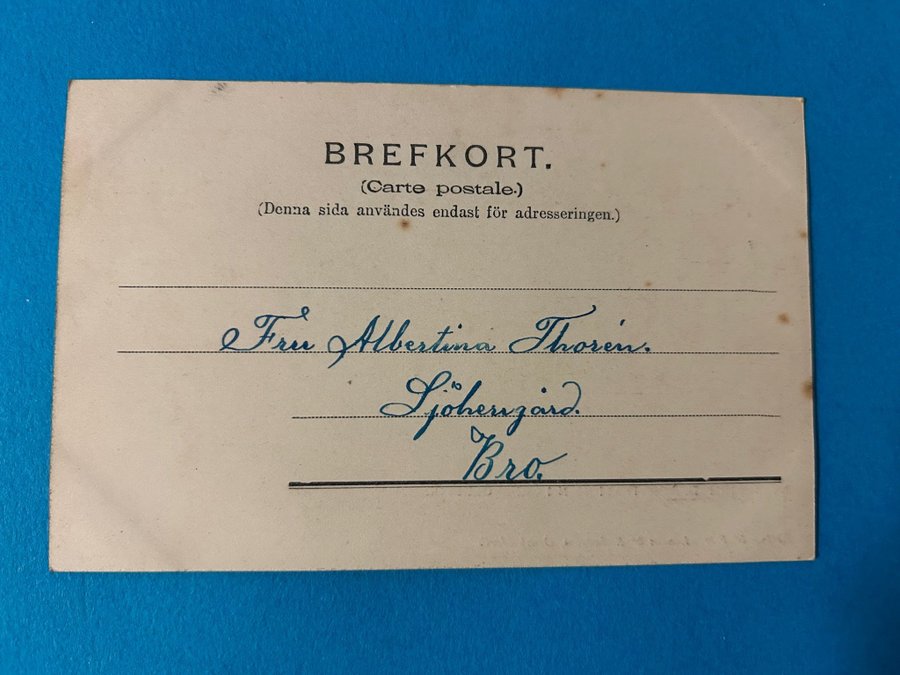 BREFKORT.
(Carte postale.)
(Denna sida användes endast för adresseringen.)
Fru Albertina Thorén.
Sjöhergård.
Bro.